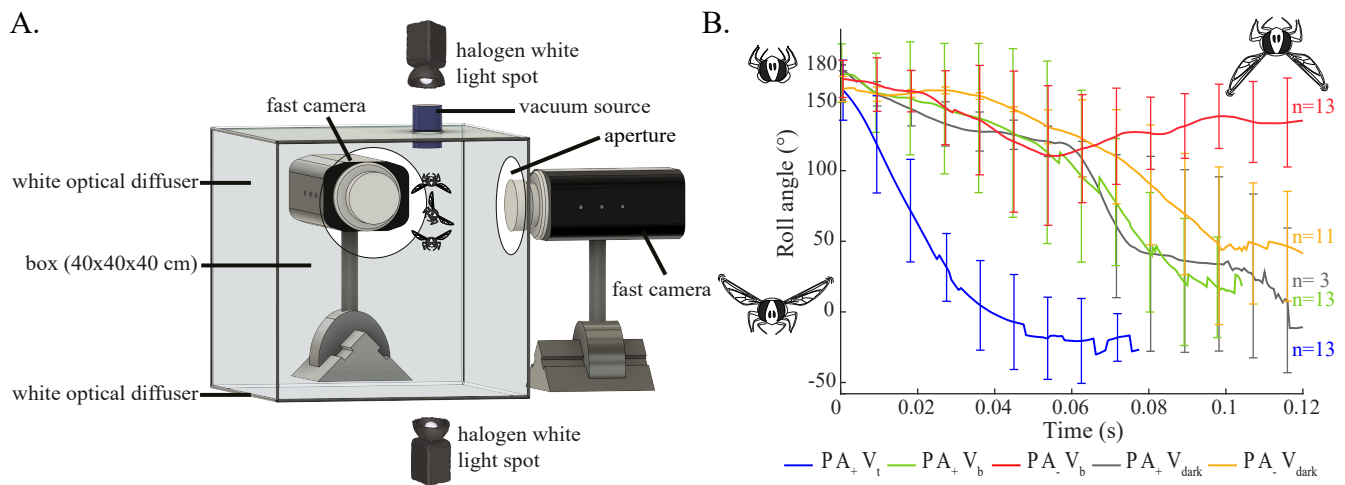 A.
halogen white
light spot
fast camera
vacuum source
aperture
white optical diffuser
box (40x40x40 cm)
fast camera
white optical diffuser
halogen white
light spot
B.
Roll angle (°)
180
150
100
50
0
-50
0
0.02
0.04
0.06
0.08
0.1
0.12
Time (s)
n=13
n=11
n= 3
n=13
n=13
PA+ Vt
PA+ Vb
PA- Vb
PA+ Vdark
PA- Vdark